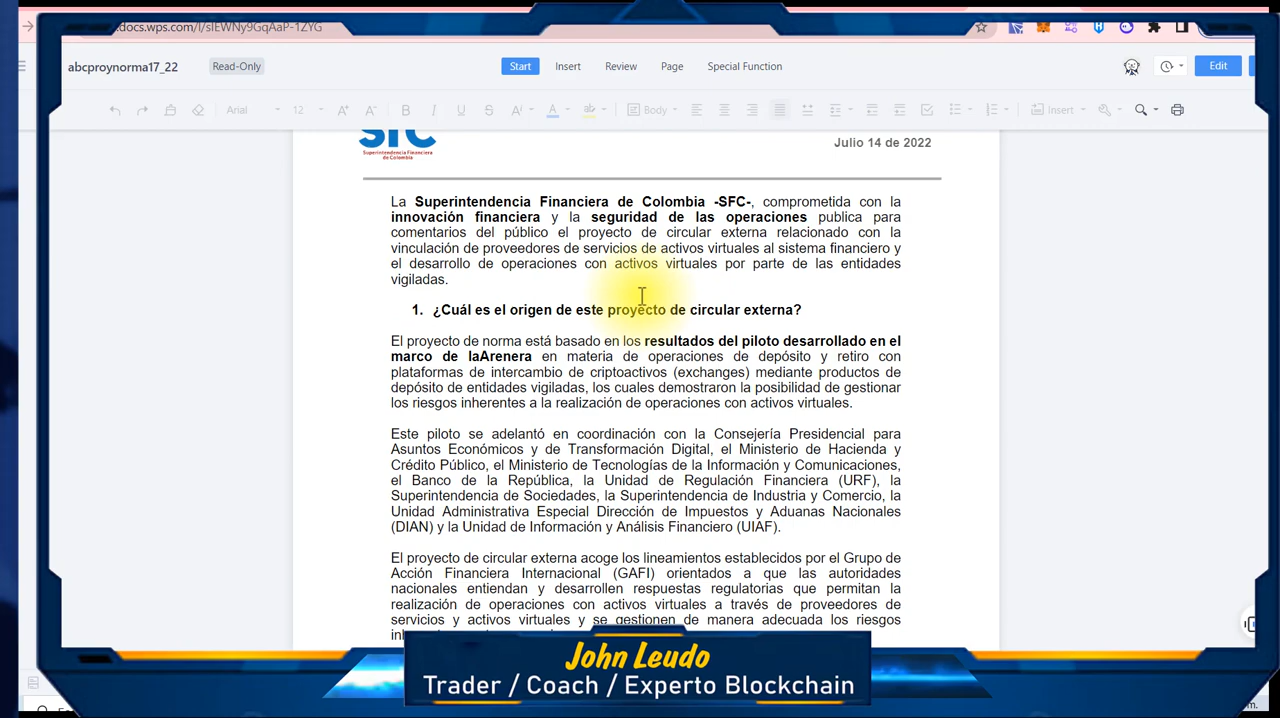 docs.wps.com/l/sIEWNy9GqAaP-1ZYG
abcproynorma17_22
Read-Only
Start
Insert
Review
Page
Special Function
Edit
Arial
12
Body
Insert
SFC
Superintendencia Financiera
de Colombia
Julio 14 de 2022
La Superintendencia Financiera de Colombia -SFC-, comprometida con la
innovación financiera y la seguridad de las operaciones publica para
comentarios del público el proyecto de circular externa relacionado con la
vinculación de proveedores de servicios de activos virtuales al sistema financiero y
el desarrollo de operaciones con activos virtuales por parte de las entidades
vigiladas.
1. ¿Cuál es el origen de este proyecto de circular externa?
El proyecto de norma está basado en los resultados del piloto desarrollado en el
marco de laArenera en materia de operaciones de depósito y retiro con
plataformas de intercambio de criptoactivos (exchanges) mediante productos de
depósito de entidades vigiladas, los cuales demostraron la posibilidad de gestionar
los riesgos inherentes a la realización de operaciones con activos virtuales.
Este piloto se adelantó en coordinación con la Consejería Presidencial para
Asuntos Económicos y de Transformación Digital, el Ministerio de Hacienda y
Crédito Público, el Ministerio de Tecnologías de la Información y Comunicaciones,
el Banco de la República, la Unidad de Regulación Financiera (URF), la
Superintendencia de Sociedades, la Superintendencia de Industria y Comercio, la
Unidad Administrativa Especial Dirección de Impuestos y Aduanas Nacionales
(DIAN) y la Unidad de Información y Análisis Financiero (UIAF).
El proyecto de circular externa acoge los lineamientos establecidos por el Grupo de
Acción Financiera Internacional (GAFI) orientados a que las autoridades
nacionales entiendan y desarrollen respuestas regulatorias que permitan la
realización de operaciones con activos virtuales a través de proveedores de
servicios y activos virtuales y se gestionen de manera adecuada los riesgos
John Leudo
Trader / Coach / Experto Blockchain